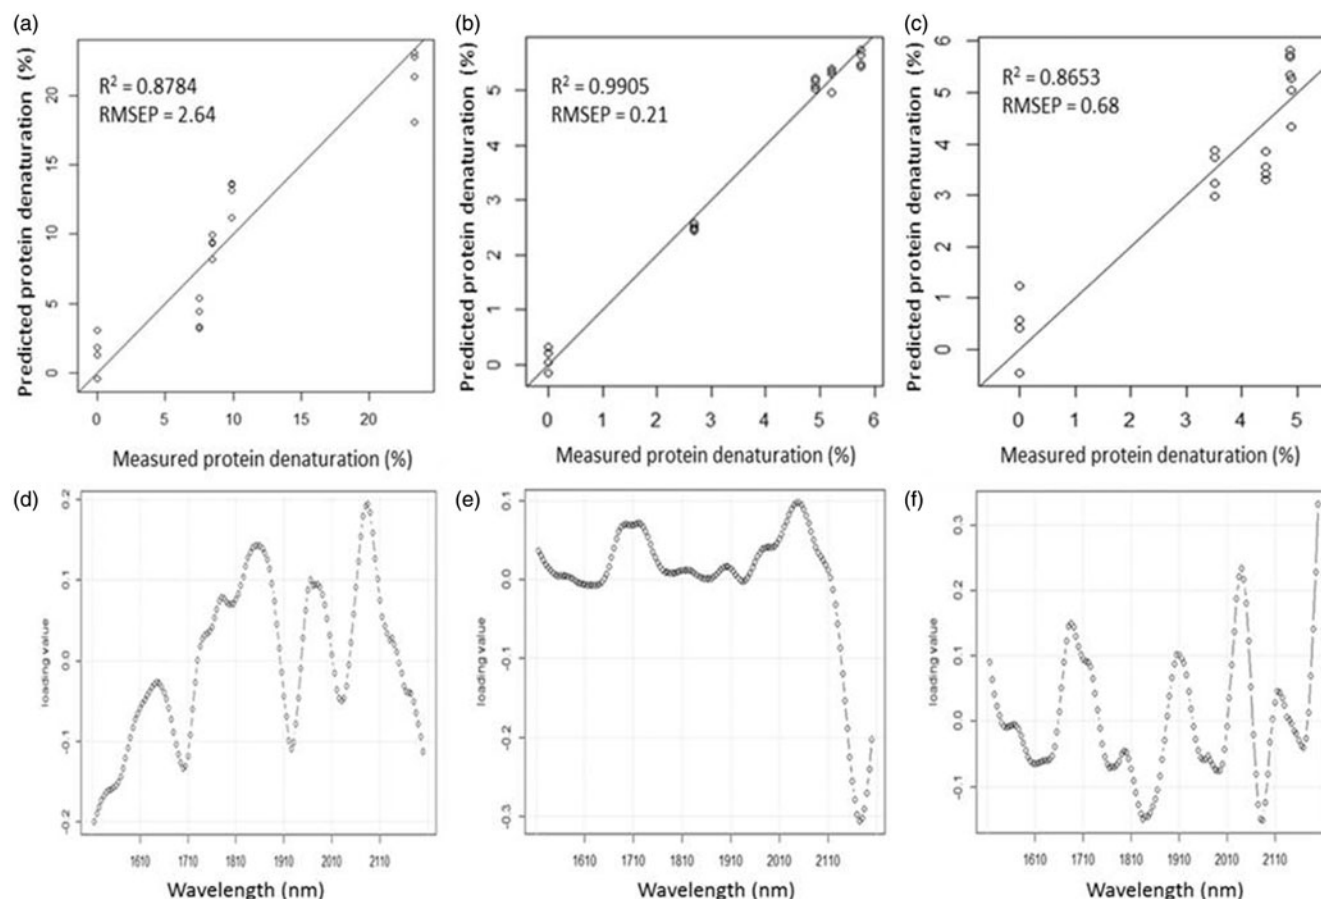 (a)
Predicted protein denaturation (%)
R² = 0.8784
RMSEP = 2.64
20
15
10
5
0
0 5 10 15 20
Measured protein denaturation (%)
(b)
Predicted protein denaturation (%)
R² = 0.9905
RMSEP = 0.21
5
4
3
2
1
0
0 1 2 3 4 5 6
Measured protein denaturation (%)
(c)
Predicted protein denaturation (%)
R² = 0.8653
RMSEP = 0.68
6
5
4
3
2
1
0
0 1 2 3 4 5
Measured protein denaturation (%)
(d)
loading value
0.2
0.1
0.0
-0.1
-0.2
1610 1710 1810 1910 2010 2110
Wavelength (nm)
(e)
loading value
0.1
0.0
-0.1
-0.2
-0.3
1610 1710 1810 1910 2010 2110
Wavelength (nm)
(f)
loading value
0.3
0.2
0.1
0.0
-0.1
1610 1710 1810 1910 2010 2110
Wavelength (nm)